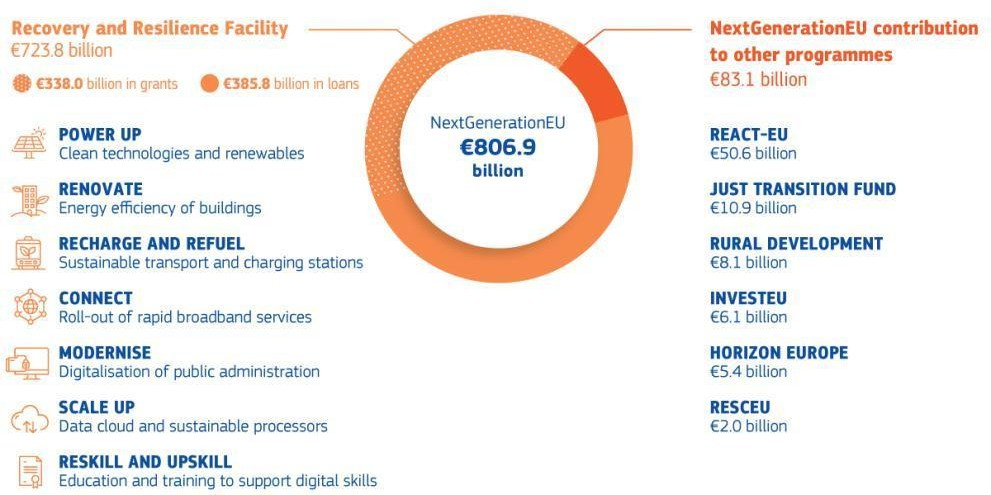 Recovery and Resilience Facility
€723.8 billion
€338.0 billion in grants
€385.8 billion in loans
POWER UP
Clean technologies and renewables
RENOVATE
Energy efficiency of buildings
RECHARGE AND REFUEL
Sustainable transport and charging stations
CONNECT
Roll-out of rapid broadband services
MODERNISE
Digitalisation of public administration
SCALE UP
Data cloud and sustainable processors
RESKILL AND UPSKILL
Education and training to support digital skills
NextGenerationEU
€806.9
billion
NextGenerationEU contribution
to other programmes
€83.1 billion
REACT-EU
€50.6 billion
JUST TRANSITION FUND
€10.9 billion
RURAL DEVELOPMENT
€8.1 billion
INVESTEU
€6.1 billion
HORIZON EUROPE
€5.4 billion
RESCEU
€2.0 billion